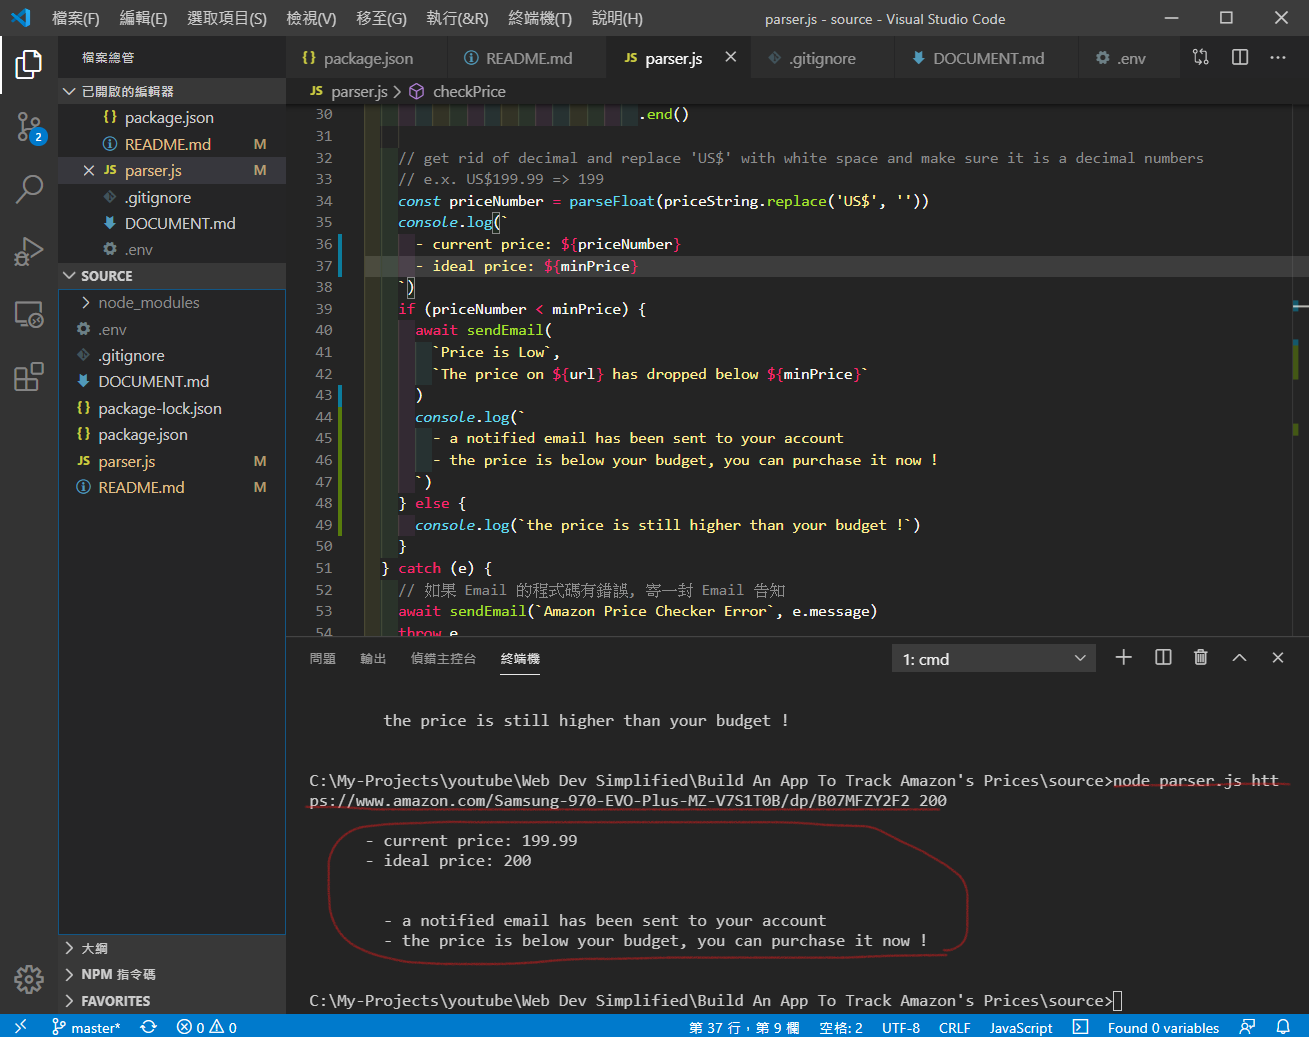 檔案(F) 編輯(E) 選取項目(S) 檢視(V) 移至(G) 執行(&R) 終端機(T) 說明(H) parser.js - source - Visual Studio Code
檔案總管
package.json README.md JS parser.js .gitignore DOCUMENT.md .env
已開啟的編輯器
{} package.json
README.md M
JS parser.js M
.gitignore
DOCUMENT.md
.env
SOURCE
node_modules
.env
.gitignore
DOCUMENT.md
{} package-lock.json
{} package.json
JS parser.js M
README.md M
大綱
NPM 指令碼
FAVORITES
2
JS parser.js > checkPrice
30 .end()
31
32 // get rid of decimal and replace 'US$' with white space and make sure it is a decimal numbers
33 // e.x. US$199.99 => 199
34 const priceNumber = parseFloat(priceString.replace('US$', ''))
35 console.log(`
36 - current price: ${priceNumber}
37 - ideal price: ${minPrice}
38 `)
39 if (priceNumber < minPrice) {
40 await sendEmail(
41 `Price is Low`,
42 `The price on ${url} has dropped below ${minPrice}`
43 )
44 console.log(`
45 - a notified email has been sent to your account
46 - the price is below your budget, you can purchase it now !
47 `)
48 } else {
49 console.log(`the price is still higher than your budget !`)
50 }
51 } catch (e) {
52 // 如果 Email 的程式碼有錯誤, 寄一封 Email 告知
53 await sendEmail(`Amazon Price Checker Error`, e.message)
54 throw e
問題 輸出 偵錯主控台 終端機 1: cmd
the price is still higher than your budget !
C:\My-Projects\youtube\Web Dev Simplified\Build An App To Track Amazon's Prices\source>node parser.js htt
ps://www.amazon.com/Samsung-970-EVO-Plus-MZ-V7S1T0B/dp/B07MFZY2F2 200
- current price: 199.99
- ideal price: 200
- a notified email has been sent to your account
- the price is below your budget, you can purchase it now !
C:\My-Projects\youtube\Web Dev Simplified\Build An App To Track Amazon's Prices\source>
master* 0 0 第 37 行，第 9 欄 空格: 2 UTF-8 CRLF JavaScript Found 0 variables